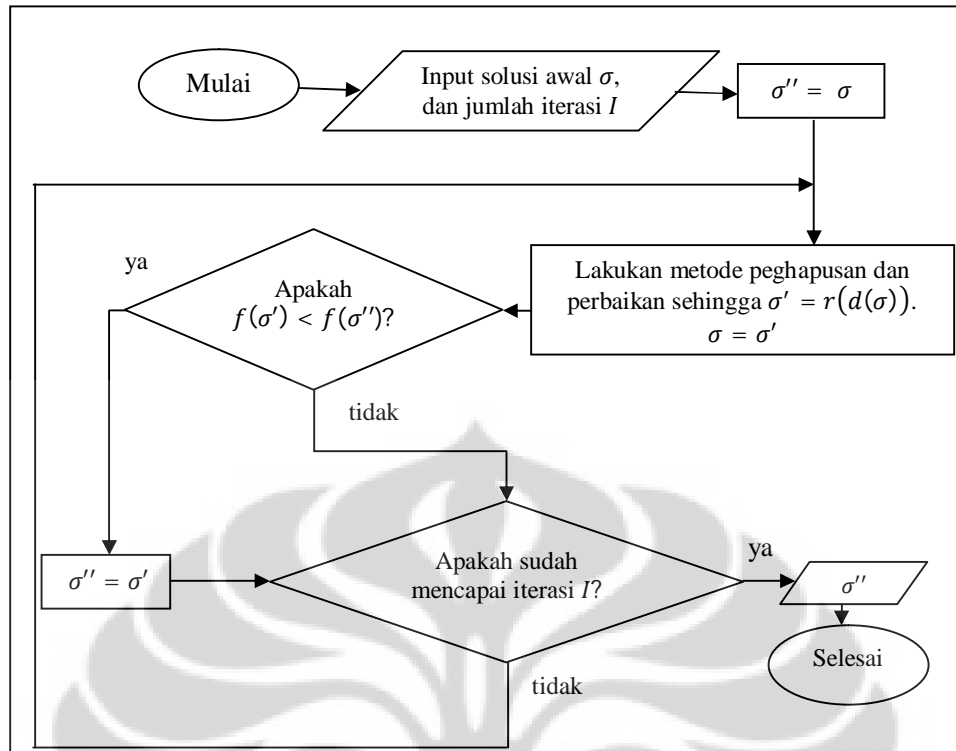 Mulai
Input solusi awal σ,
dan jumlah iterasi I
σ′′ = σ
Lakukan metode peghapusan dan
perbaikan sehingga σ′ = r(d(σ)).
σ = σ′
Apakah
f(σ′) < f(σ′′)?
ya
tidak
σ′′ = σ′
Apakah sudah
mencapai iterasi I?
ya
σ′′
Selesai
tidak